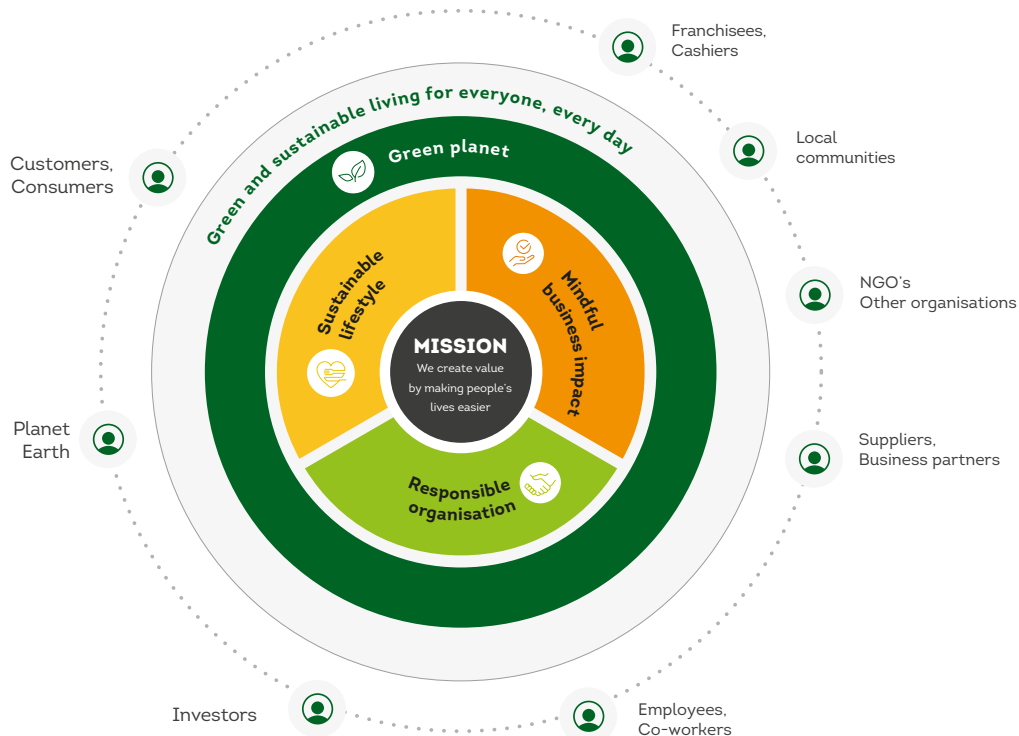 Franchisees,
Cashiers
Green and sustainable living for everyone, every day
Green planet
Local
communities
Customers,
Consumers
Sustainable
lifestyle
Mindful
business impact
NGO's
Other organisations
MISSION
We create value
by making people's
lives easier
Planet
Earth
Suppliers,
Business partners
Responsible
organisation
Investors
Employees,
Co-workers